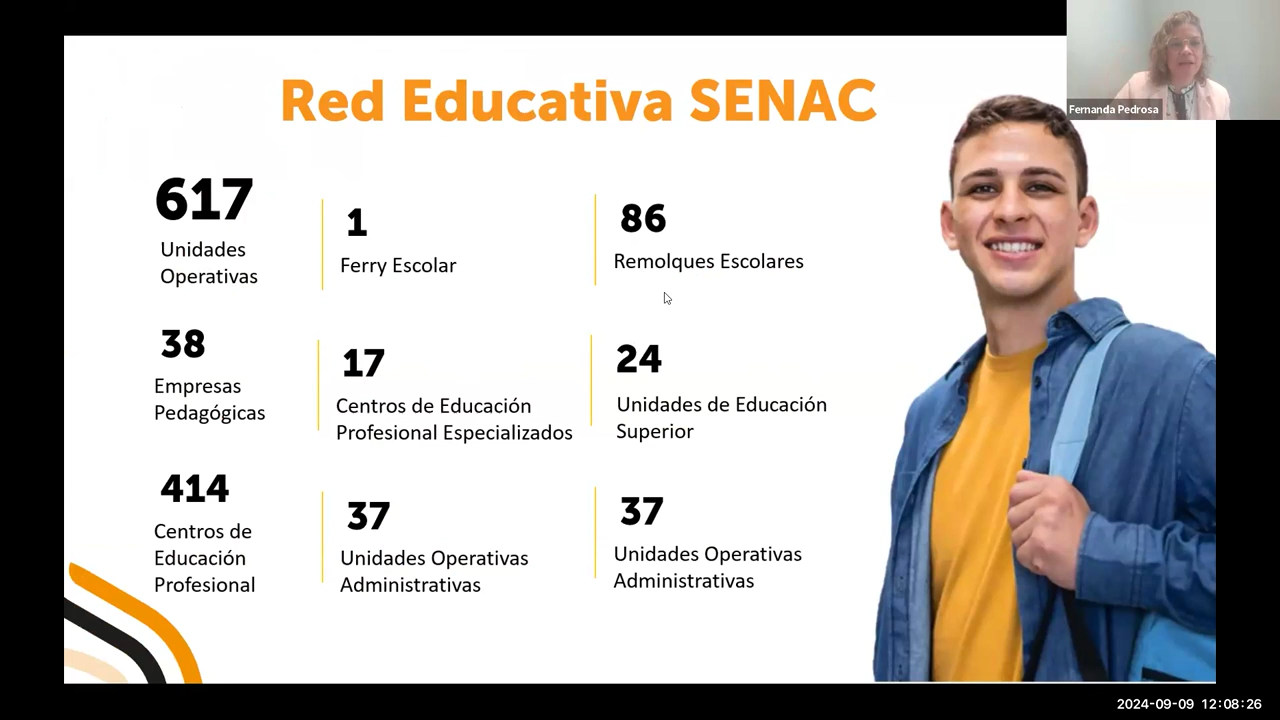 Red Educativa SENAC
Fernanda Pedrosa
617
Unidades
Operativas
1
Ferry Escolar
86
Remolques Escolares
38
Empresas
Pedagógicas
17
Centros de Educación
Profesional Especializados
24
Unidades de Educación
Superior
414
Centros de
Educación
Profesional
37
Unidades Operativas
Administrativas
37
Unidades Operativas
Administrativas
2024-09-09 12:08:26